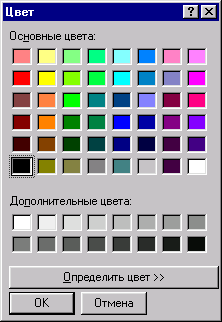 Цвет
Основные цвета:
Дополнительные цвета:
Определить цвет >>
OK
Отмена